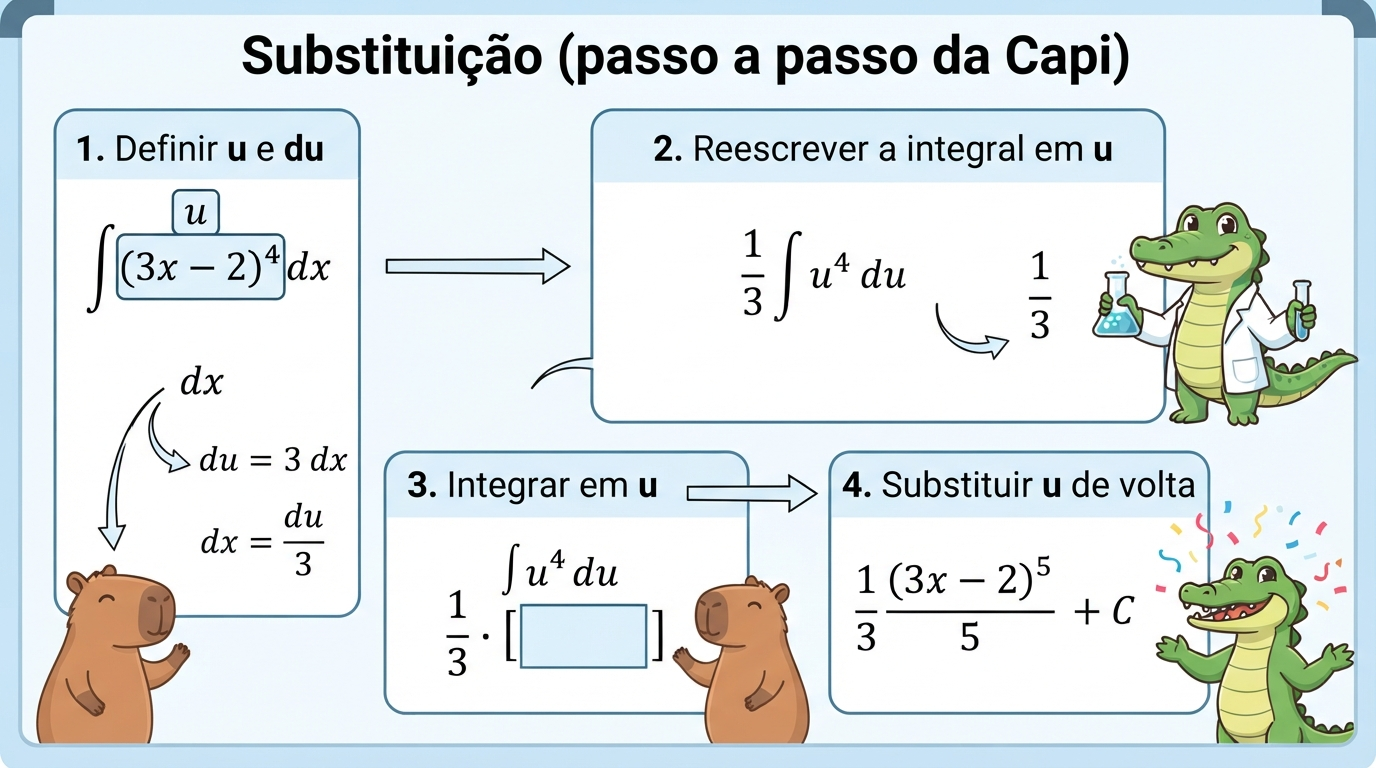 Substituição (passo a passo da Capi)
1. Definir u e du
u
∫(3x − 2)⁴ dx
dx
du = 3 dx
dx = du/3
2. Reescrever a integral em u
1/3 ∫ u⁴ du
1/3
3. Integrar em u
∫ u⁴ du
1/3 · [ ]
4. Substituir u de volta
1/3 (3x − 2)⁵/5 + C